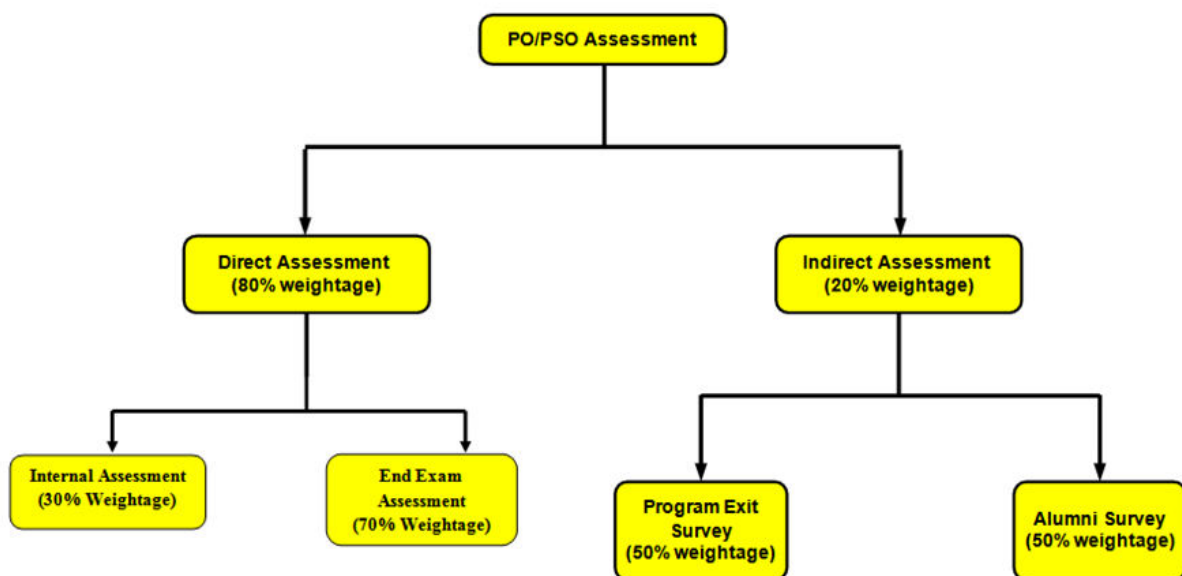 PO/PSO Assessment
Direct Assessment
(80% weightage)
Indirect Assessment
(20% weightage)
Internal Assessment
(30% Weightage)
End Exam
Assessment
(70% Weightage)
Program Exit
Survey
(50% weightage)
Alumni Survey
(50% weightage)